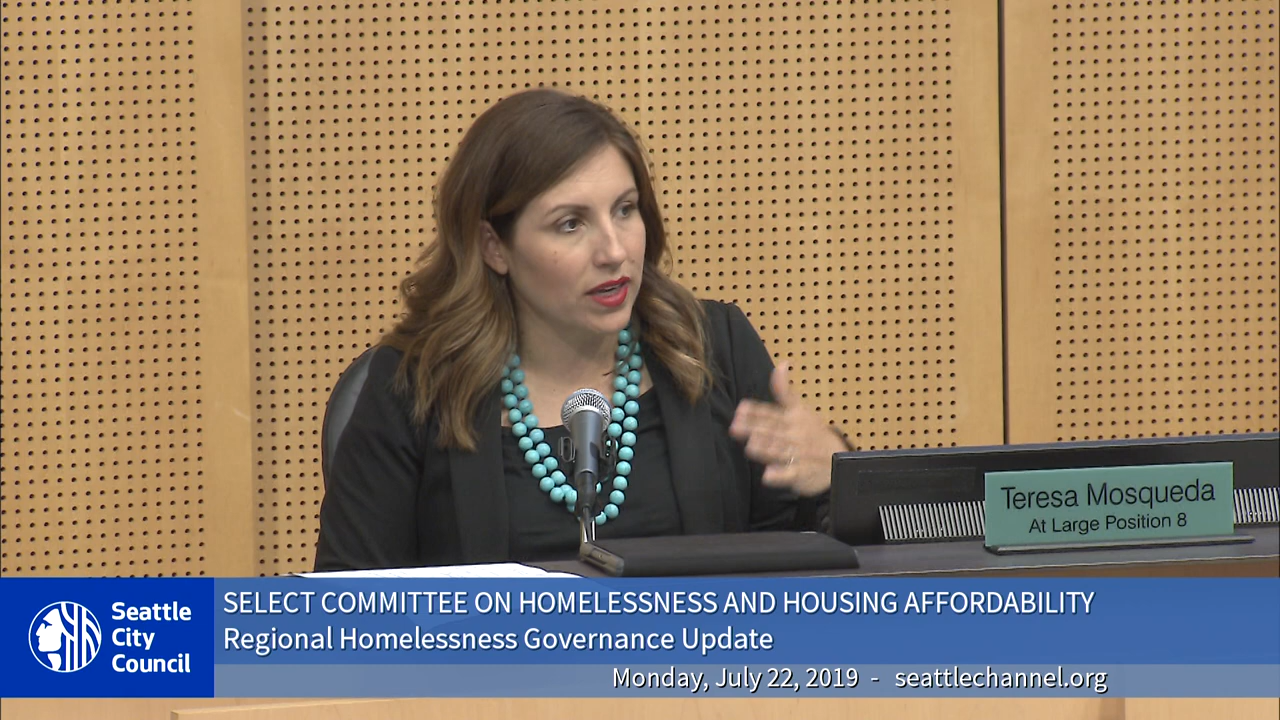 Teresa Mosqueda
At Large Position 8
Seattle
City
Council
SELECT COMMITTEE ON HOMELESSNESS AND HOUSING AFFORDABILITY
Regional Homelessness Governance Update
Monday, July 22, 2019 - seattlechannel.org